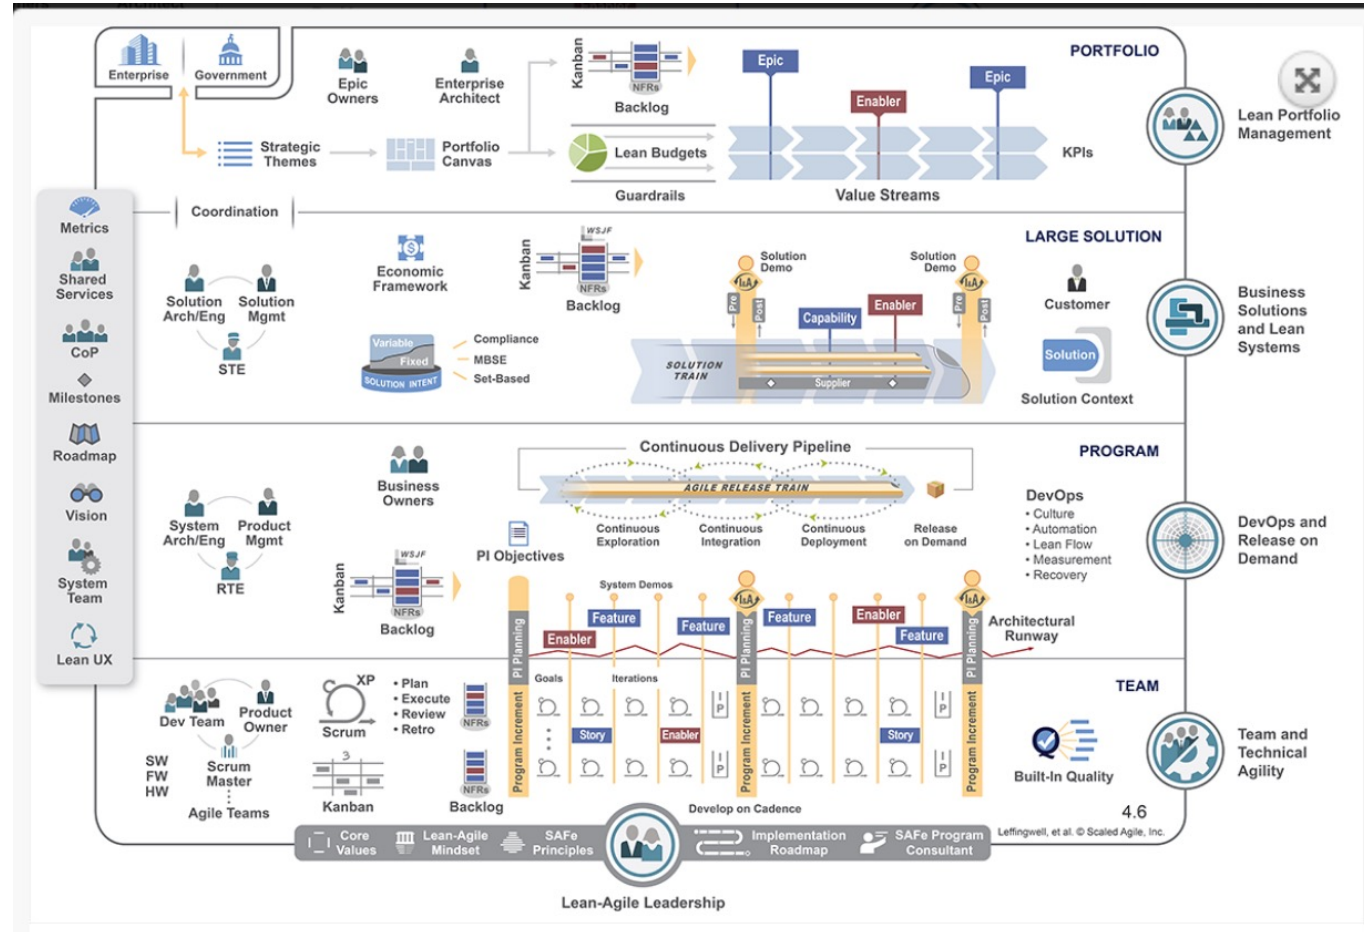 Enterprise
Government
Epic
Owners
Enterprise
Architect
Kanban
NFRs
Backlog
Epic
Enabler
Epic
PORTFOLIO
Lean Portfolio
Management
Strategic
Themes
Portfolio
Canvas
Lean Budgets
Guardrails
KPIs
Value Streams
Coordination
Metrics
Shared
Services
CoP
Milestones
Roadmap
Vision
System
Team
Lean UX
LARGE SOLUTION
Solution
Arch/Eng
Solution
Mgmt
STE
Economic
Framework
Variable
Fixed
SOLUTION INTENT
Compliance
MBSE
Set-Based
Kanban
WSJF
NFRs
Backlog
Solution
Demo
I&A
Pre
Post
Capability
Enabler
Solution
Demo
I&A
Pre
Post
SOLUTION
TRAIN
Supplier
Customer
Solution
Solution Context
Business
Solutions
and Lean
Systems
PROGRAM
System
Arch/Eng
Product
Mgmt
RTE
Business
Owners
Kanban
WSJF
NFRs
Backlog
Continuous Delivery Pipeline
AGILE RELEASE TRAIN
Continuous
Exploration
Continuous
Integration
Continuous
Deployment
Release
on Demand
PI Objectives
DevOps
• Culture
• Automation
• Lean Flow
• Measurement
• Recovery
DevOps and
Release on
Demand
System Demos
PI Planning
Enabler
Feature
Feature
I&A
PI Planning
Feature
Enabler
Feature
I&A
PI Planning
Architectural
Runway
TEAM
Dev Team
Product
Owner
Scrum
Master
Agile Teams
SW
FW
HW
XP
Scrum
• Plan
• Execute
• Review
• Retro
3
Kanban
NFRs
NFRs
Backlog
Program Increment
Goals
Iterations
Story
Enabler
I
P
I
P
Program Increment
Story
I
P
I
P
Program Increment
Develop on Cadence
Built-In Quality
Team and
Technical
Agility
4.6
Leffingwell, et al. © Scaled Agile, Inc.
Core
Values
Lean-Agile
Mindset
SAFe
Principles
Implementation
Roadmap
SAFe Program
Consultant
Lean-Agile Leadership